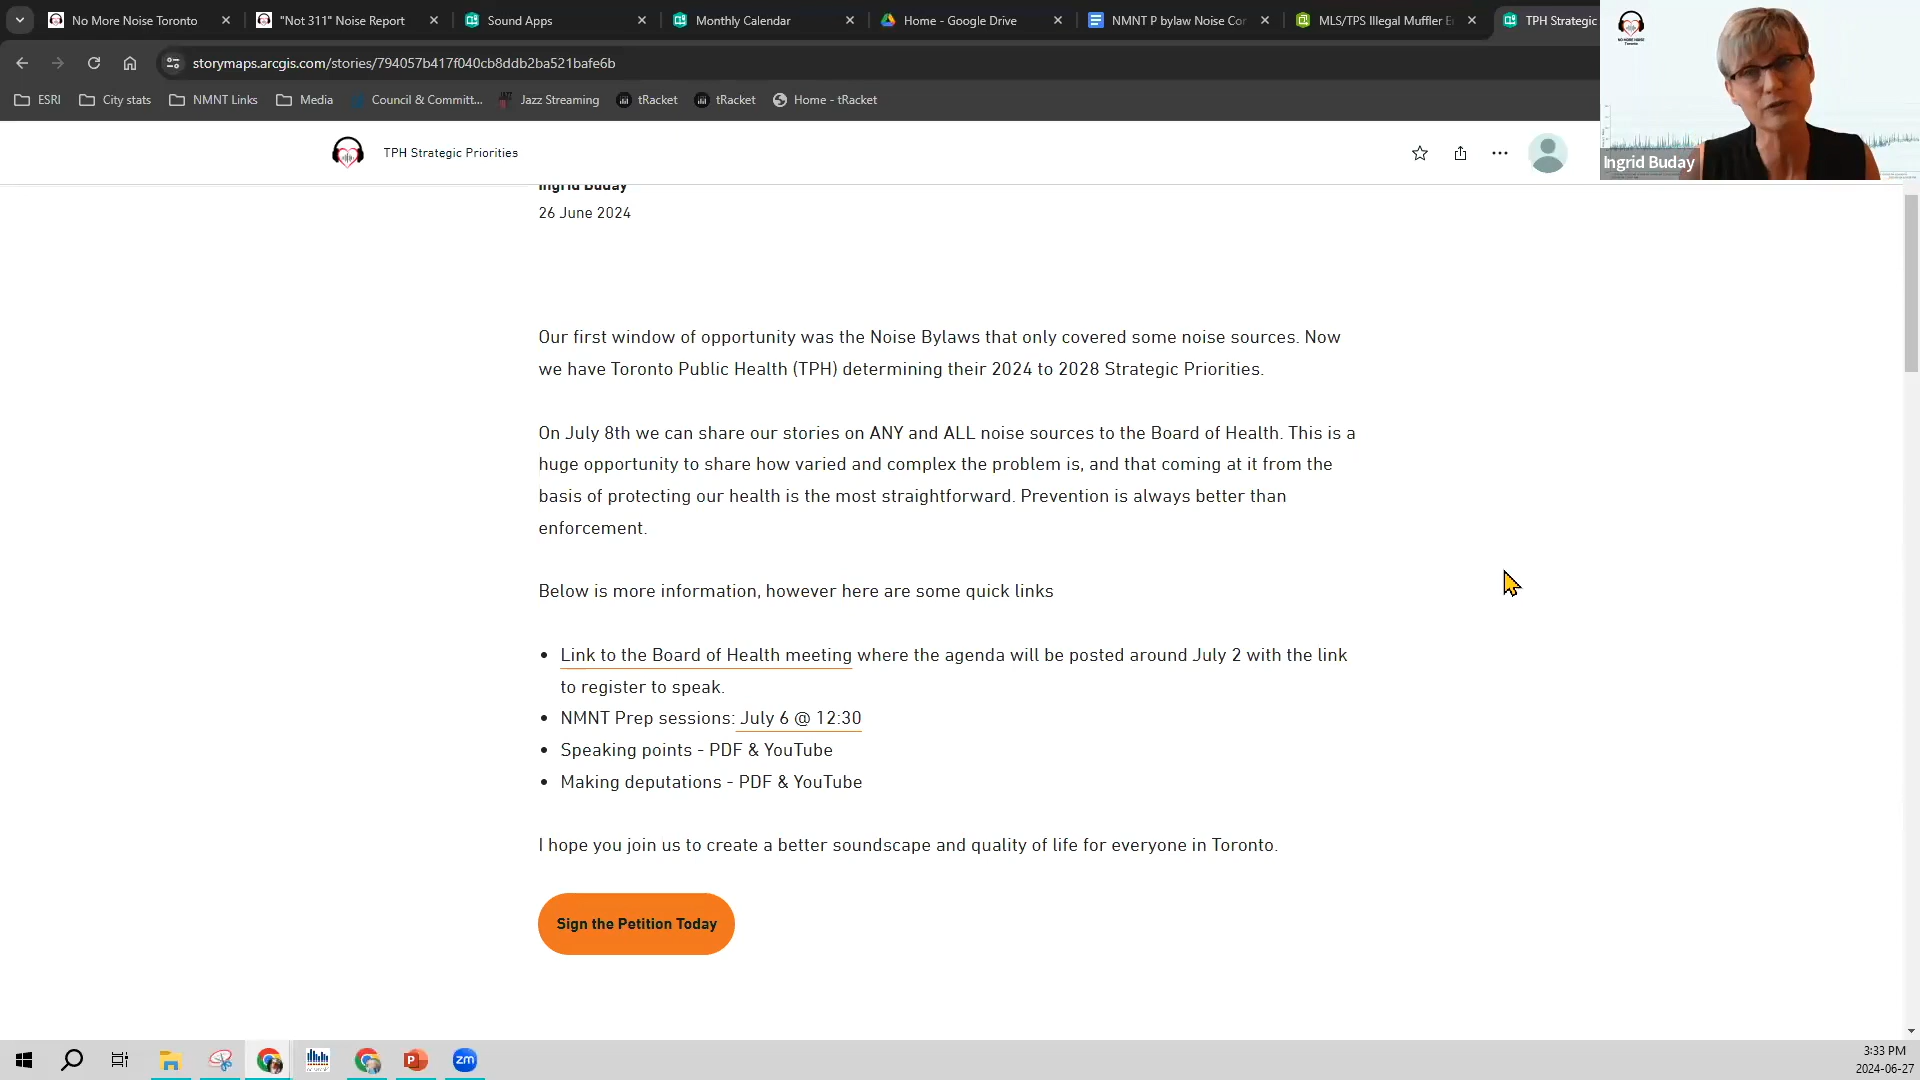 No More Noise Toronto
"Not 311" Noise Report
Sound Apps
Monthly Calendar
Home - Google Drive
NMNT P bylaw Noise Cor
MLS/TPS Illegal Muffler E
TPH Strategic
storymaps.arcgis.com/stories/794057b417f040cb8ddb2ba521bafe6b
ESRI
City stats
NMNT Links
Media
Council & Committ...
Jazz Streaming
tRacket
tRacket
Home - tRacket
NO MORE NOISE
Toronto
Ingrid Buday
TPH Strategic Priorities
Ingrid Buday
26 June 2024
Our first window of opportunity was the Noise Bylaws that only covered some noise sources. Now
we have Toronto Public Health (TPH) determining their 2024 to 2028 Strategic Priorities.
On July 8th we can share our stories on ANY and ALL noise sources to the Board of Health. This is a
huge opportunity to share how varied and complex the problem is, and that coming at it from the
basis of protecting our health is the most straightforward. Prevention is always better than
enforcement.
Below is more information, however here are some quick links
• Link to the Board of Health meeting where the agenda will be posted around July 2 with the link
to register to speak.
• NMNT Prep sessions: July 6 @ 12:30
• Speaking points - PDF & YouTube
• Making deputations - PDF & YouTube
I hope you join us to create a better soundscape and quality of life for everyone in Toronto.
Sign the Petition Today
P
zm
3:33 PM
2024-06-27